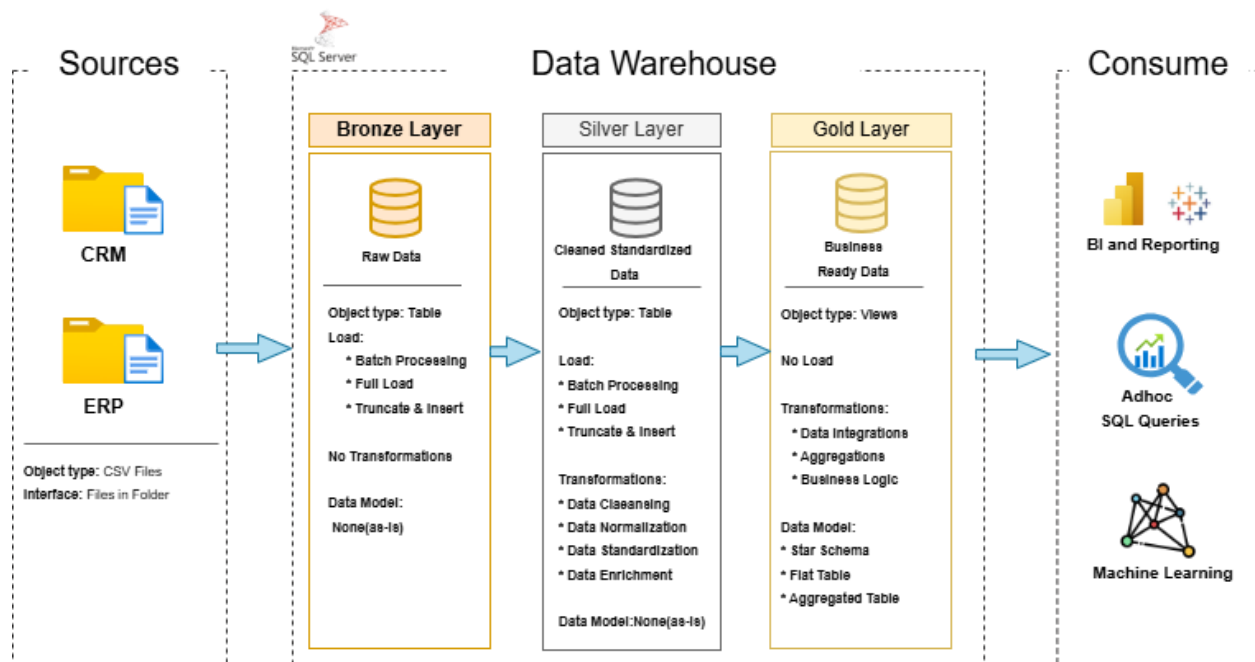 Microsoft
SQL Server
Sources
Data Warehouse
Consume
CRM
ERP
Object type: CSV Files
Interface: Files in Folder
Bronze Layer
Raw Data
Object type: Table
Load:
* Batch Processing
* Full Load
* Truncate & Insert
No Transformations
Data Model:
None(as-is)
Silver Layer
Cleaned Standardized
Data
Object type: Table
Load:
* Batch Processing
* Full Load
* Truncate & Insert
Transformations:
* Data Claeansing
* Data Normalization
* Data Standardization
* Data Enrichment
Data Model:None(as-is)
Gold Layer
Business
Ready Data
Object type: Views
No Load
Transformations:
* Data Integrations
* Aggregations
* Business Logic
Data Model:
* Star Schema
* Flat Table
* Aggregated Table
BI and Reporting
Adhoc
SQL Queries
Machine Learning